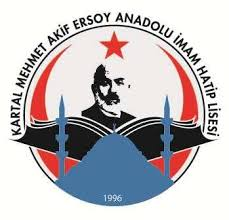 KARTAL MEHMET AKİF ERSOY ANADOLU İMAM HATİP LİSESİ
1996